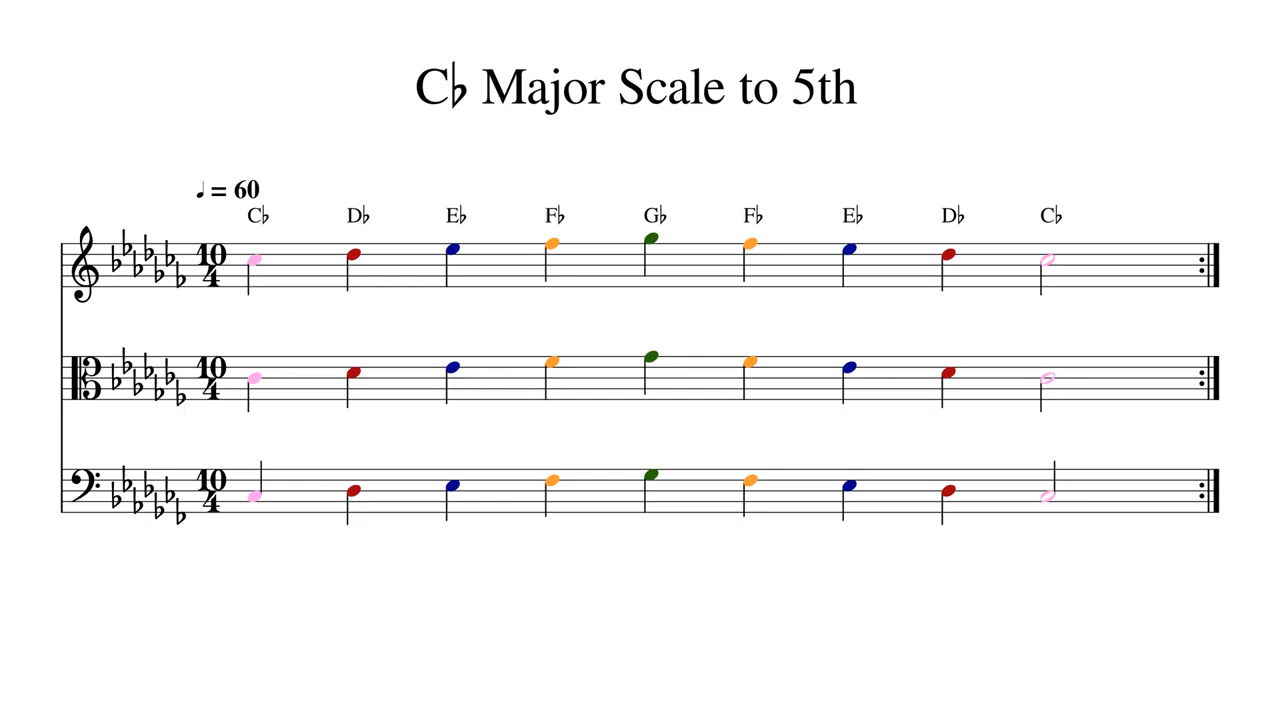 C♭ Major Scale to 5th
♩ = 60
C♭ D♭ E♭ F♭ G♭ F♭ E♭ D♭ C♭
10
4
10
4
10
4